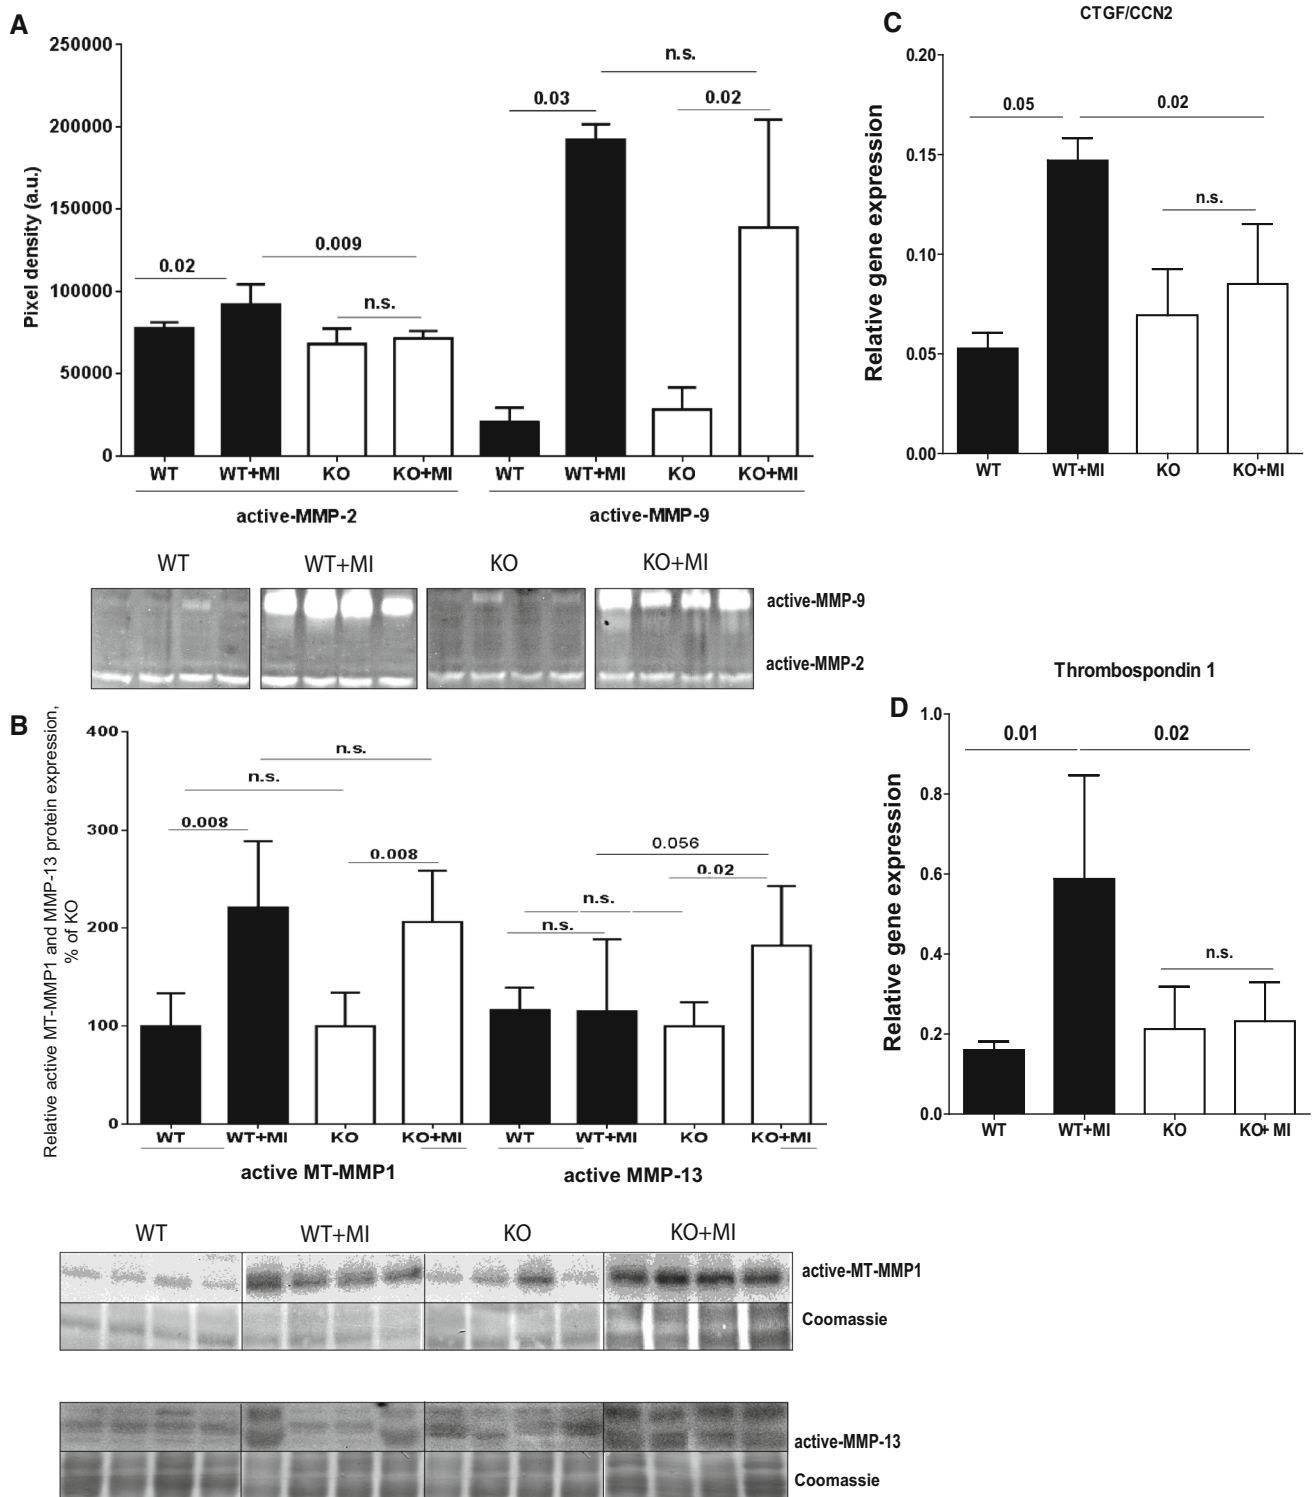 A
250000
200000
150000
100000
50000
0
Pixel density (a.u.)
0.02
0.009
n.s.
0.03
n.s.
0.02
WT WT+MI KO KO+MI WT WT+MI KO KO+MI
active-MMP-2 active-MMP-9
WT WT+MI KO KO+MI
active-MMP-9
active-MMP-2
B
Relative active MT-MMP1 and MMP-13 protein expression,
% of KO
400
300
200
100
0
n.s.
n.s.
0.008
0.008
0.056
0.02
n.s.
n.s.
WT WT+MI KO KO+MI WT WT+MI KO KO+MI
active MT-MMP1 active MMP-13
WT WT+MI KO KO+MI
active-MT-MMP1
Coomassie
active-MMP-13
Coomassie
C
CTGF/CCN2
Relative gene expression
0.20
0.15
0.10
0.05
0.00
0.05
0.02
n.s.
WT WT+MI KO KO+MI
D
Thrombospondin 1
Relative gene expression
1.0
0.8
0.6
0.4
0.2
0.0
0.01
0.02
n.s.
WT WT+MI KO KO+ MI